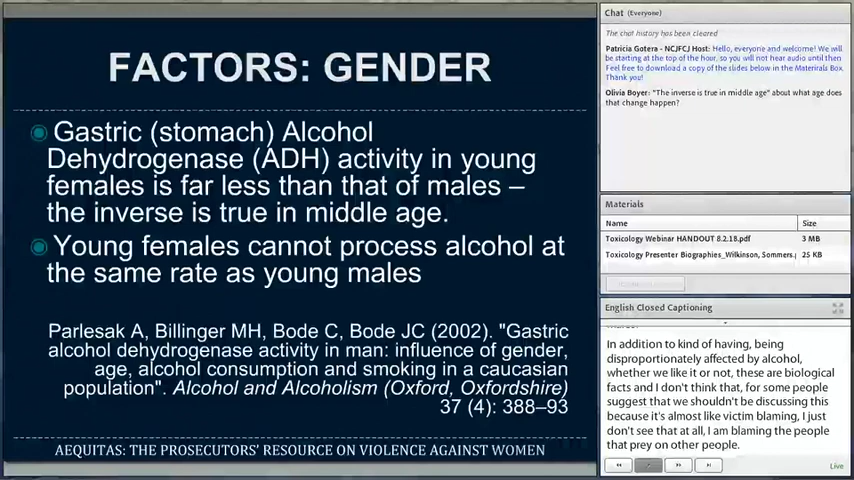 FACTORS: GENDER
Gastric (stomach) Alcohol
Dehydrogenase (ADH) activity in young
females is far less than that of males –
the inverse is true in middle age.
Young females cannot process alcohol at
the same rate as young males
Parlesak A, Billinger MH, Bode C, Bode JC (2002). "Gastric
alcohol dehydrogenase activity in man: influence of gender,
age, alcohol consumption and smoking in a caucasian
population". Alcohol and Alcoholism (Oxford, Oxfordshire)
37 (4): 388–93
AEQUITAS: THE PROSECUTORS' RESOURCE ON VIOLENCE AGAINST WOMEN
Chat (Everyone)
The chat history has been cleared
Patricia Gotera - NCJFCJ Host: Hello, everyone and welcome! We will
be starting at the top of the hour, so you will not hear audio until then.
Feel free to download a copy of the slides below in the Materirals Box.
Thank you!
Olivia Boyer: "The inverse is true in middle age" about what age does
that change happen?
Materials
Name Size
Toxicology Webinar HANDOUT 8.2.18.pdf 3 MB
Toxicology Presenter Biographies_Wilkinson, Sommers.p 25 KB
English Closed Captioning
In addition to kind of having, being
disproportionately affected by alcohol,
whether we like it or not, these are biological
facts and I don't think that, for some people
suggest that we shouldn't be discussing this
because it's almost like victim blaming, I just
don't see that at all, I am blaming the people
that prey on other people.
Live